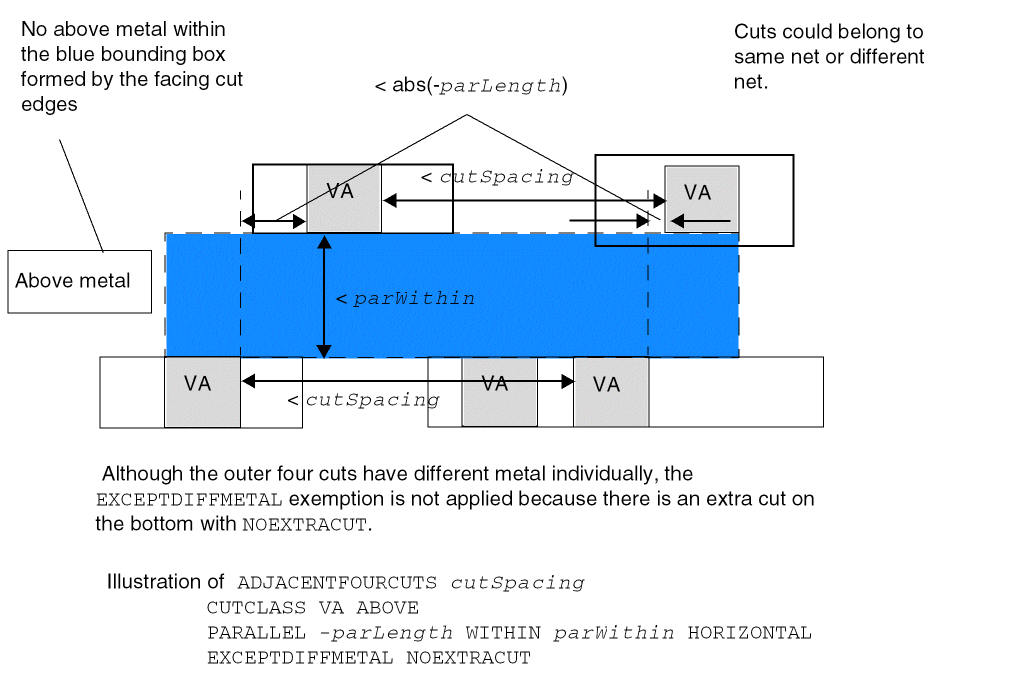 No above metal within
the blue bounding box
formed by the facing cut
edges
Cuts could belong to
same net or different
net.
< abs(-parLength)
< cutSpacing
VA
VA
Above metal
< parWithin
VA
VA
VA
< cutSpacing
Although the outer four cuts have different metal individually, the
EXCEPTDIFFMETAL exemption is not applied because there is an extra cut on
the bottom with NOEXTRACUT.
Illustration of ADJACENTFOURCUTS cutSpacing
CUTCLASS VA ABOVE
PARALLEL -parLength WITHIN parWithin HORIZONTAL
EXCEPTDIFFMETAL NOEXTRACUT